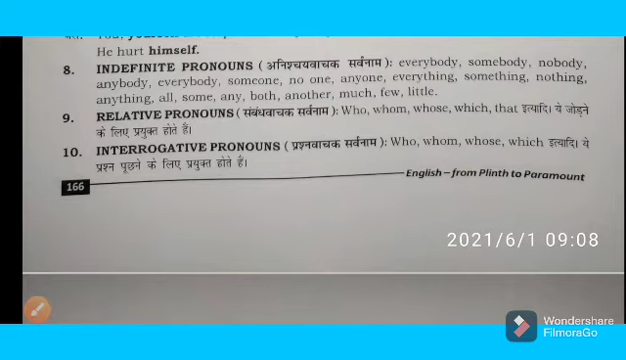 He hurt himself.
8. INDEFINITE PRONOUNS (अनिश्चयवाचक सर्वनाम): everybody, somebody, nobody,
anybody, everybody, someone, no one, anyone, everything, something, nothing,
anything, all, some, any, both, another, much, few, little.
9. RELATIVE PRONOUNS (संबंधवाचक सर्वनाम): Who, whom, whose, which, that इत्यादि। ये जोड़ने
के लिए प्रयुक्त होते हैं।
10. INTERROGATIVE PRONOUNS (प्रश्नवाचक सर्वनाम): Who, whom, whose, which इत्यादि। ये
प्रश्न पूछने के लिए प्रयुक्त होते हैं।
166
English – from Plinth to Paramount
2021/6/1 09:08
Wondershare
FilmoraGo